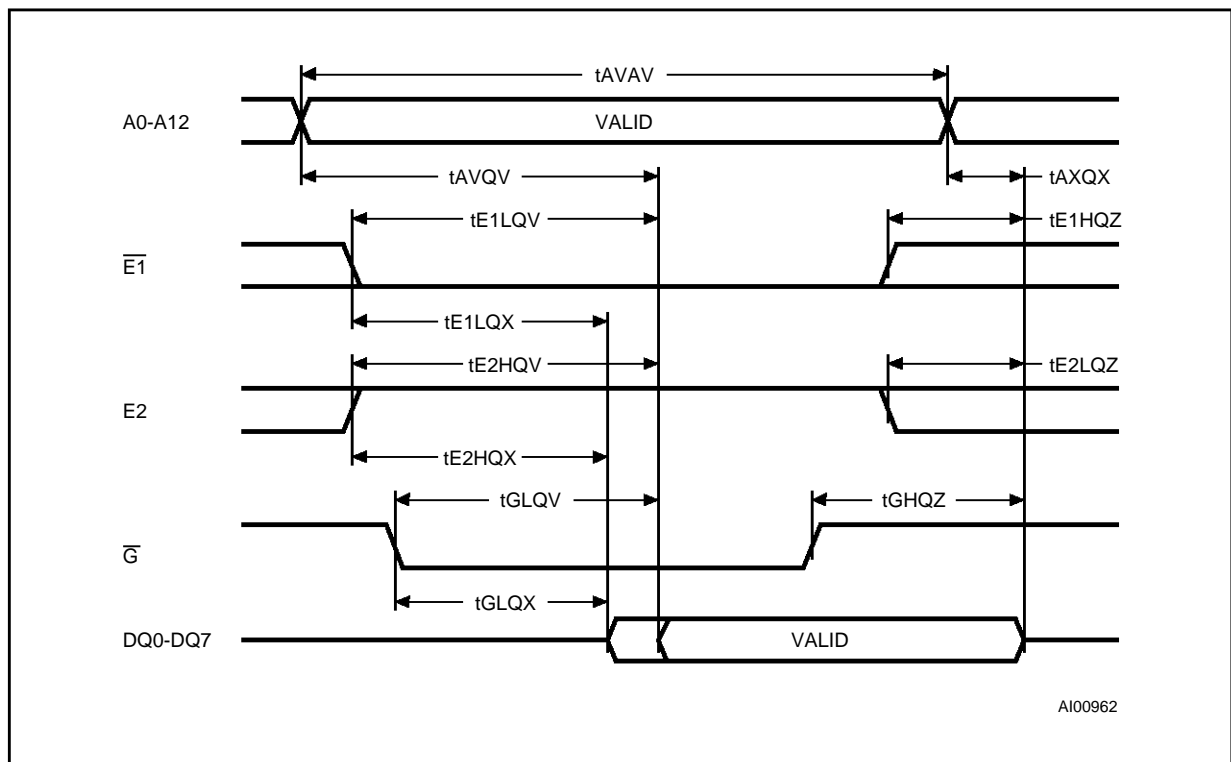 tAVAV
A0-A12 VALID
tAVQV tAXQX
tE1LQV tE1HQZ
E1
tE1LQX
tE2HQV tE2LQZ
E2
tE2HQX
tGLQV tGHQZ
G
tGLQX
DQ0-DQ7 VALID
AI00962